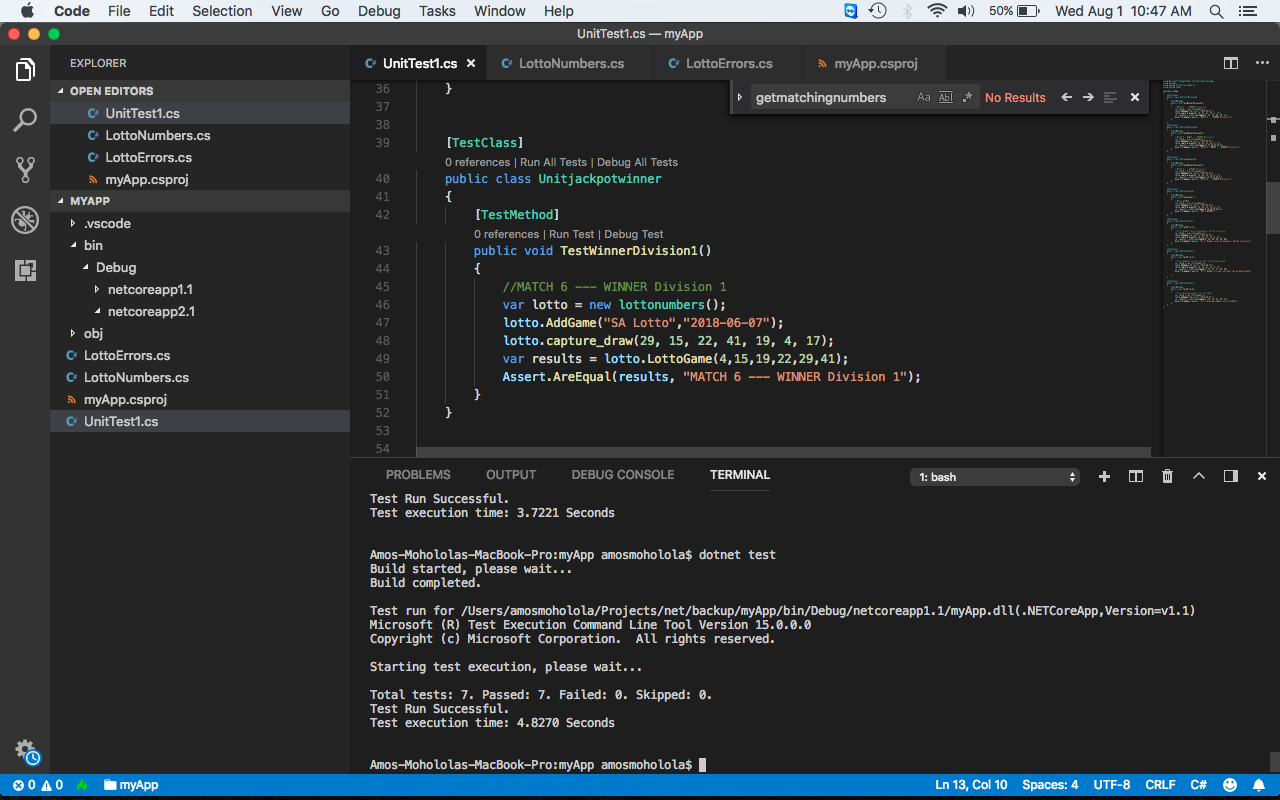 Code File Edit Selection View Go Debug Tasks Window Help 50% Wed Aug 1 10:47 AM
UnitTest1.cs — myApp
EXPLORER
OPEN EDITORS
UnitTest1.cs
LottoNumbers.cs
LottoErrors.cs
myApp.csproj
MYAPP
.vscode
bin
Debug
netcoreapp1.1
netcoreapp2.1
obj
LottoErrors.cs
LottoNumbers.cs
myApp.csproj
UnitTest1.cs
UnitTest1.cs LottoNumbers.cs LottoErrors.cs myApp.csproj
getmatchingnumbers Aa Abl .* No Results
36 }
37
38
39 [TestClass]
0 references | Run All Tests | Debug All Tests
40 public class Unitjackpotwinner
41 {
42 [TestMethod]
0 references | Run Test | Debug Test
43 public void TestWinnerDivision1()
44 {
45 //MATCH 6 --- WINNER Division 1
46 var lotto = new lottonumbers();
47 lotto.AddGame("SA Lotto","2018-06-07");
48 lotto.capture_draw(29, 15, 22, 41, 19, 4, 17);
49 var results = lotto.LottoGame(4,15,19,22,29,41);
50 Assert.AreEqual(results, "MATCH 6 --- WINNER Division 1");
51 }
52 }
53
54
PROBLEMS OUTPUT DEBUG CONSOLE TERMINAL 1: bash
Test Run Successful.
Test execution time: 3.7221 Seconds
Amos-Mohololas-MacBook-Pro:myApp amosmoholola$ dotnet test
Build started, please wait...
Build completed.
Test run for /Users/amosmoholola/Projects/net/backup/myApp/bin/Debug/netcoreapp1.1/myApp.dll(.NETCoreApp,Version=v1.1)
Microsoft (R) Test Execution Command Line Tool Version 15.0.0.0
Copyright (c) Microsoft Corporation.  All rights reserved.
Starting test execution, please wait...
Total tests: 7. Passed: 7. Failed: 0. Skipped: 0.
Test Run Successful.
Test execution time: 4.8270 Seconds
Amos-Mohololas-MacBook-Pro:myApp amosmoholola$
0 0 myApp Ln 13, Col 10 Spaces: 4 UTF-8 CRLF C#